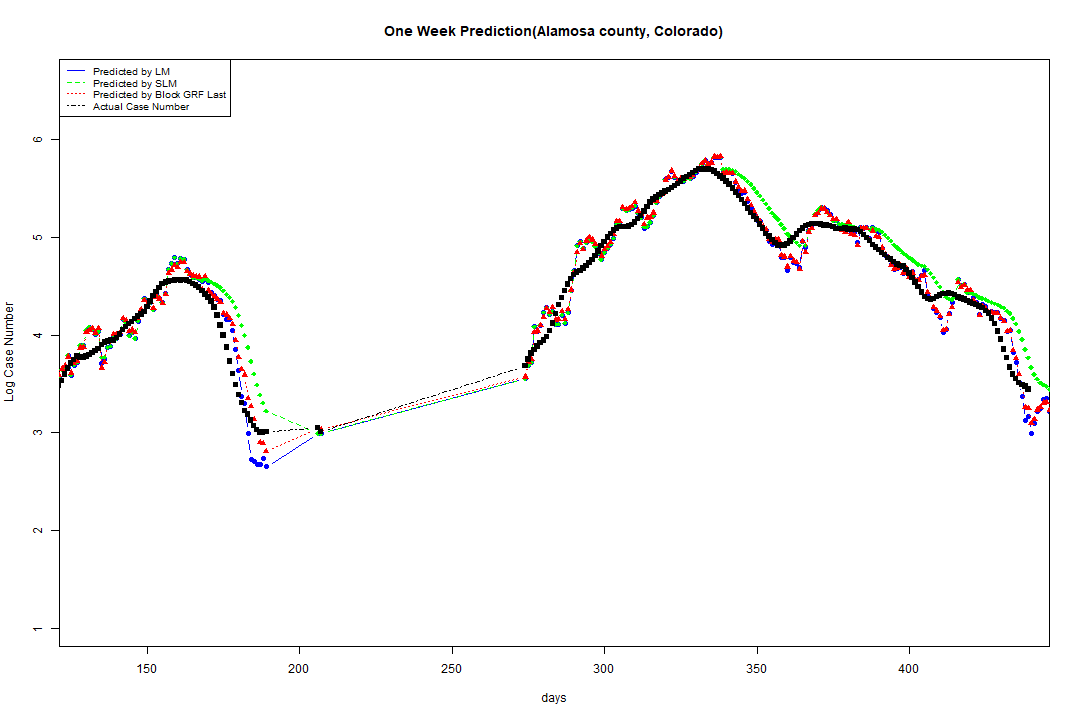 One Week Prediction(Alamosa county, Colorado)
Predicted by LM
Predicted by SLM
Predicted by Block GRF Last
Actual Case Number
Log Case Number
6
5
4
3
2
1
150
200
250
300
350
400
days